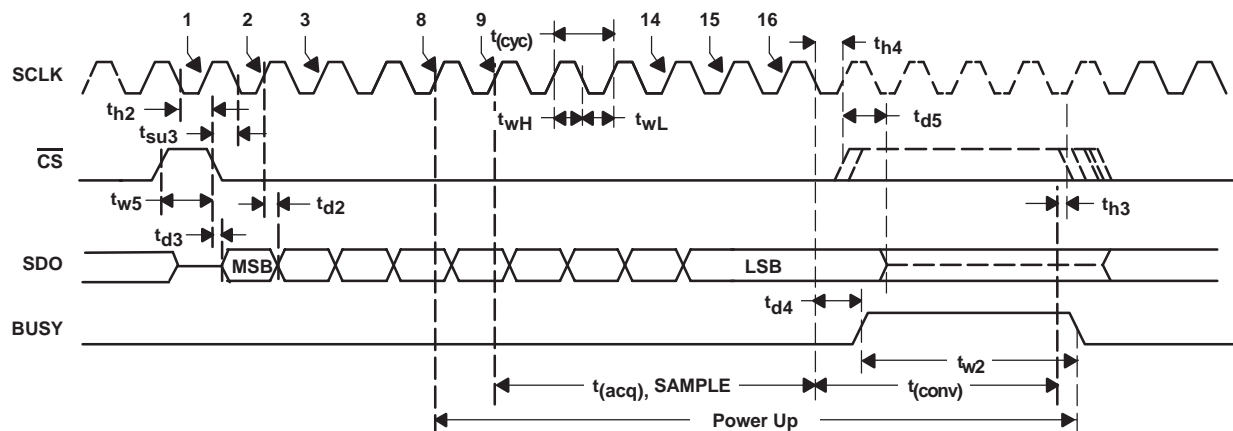 1 2 3 8 9 t(cyc) 14 15 16 th4
SCLK
th2 twH twL td5
tsu3
CS
tw5 td2 th3
td3
SDO MSB LSB
td4
BUSY
tw2
t(acq), SAMPLE t(conv)
Power Up